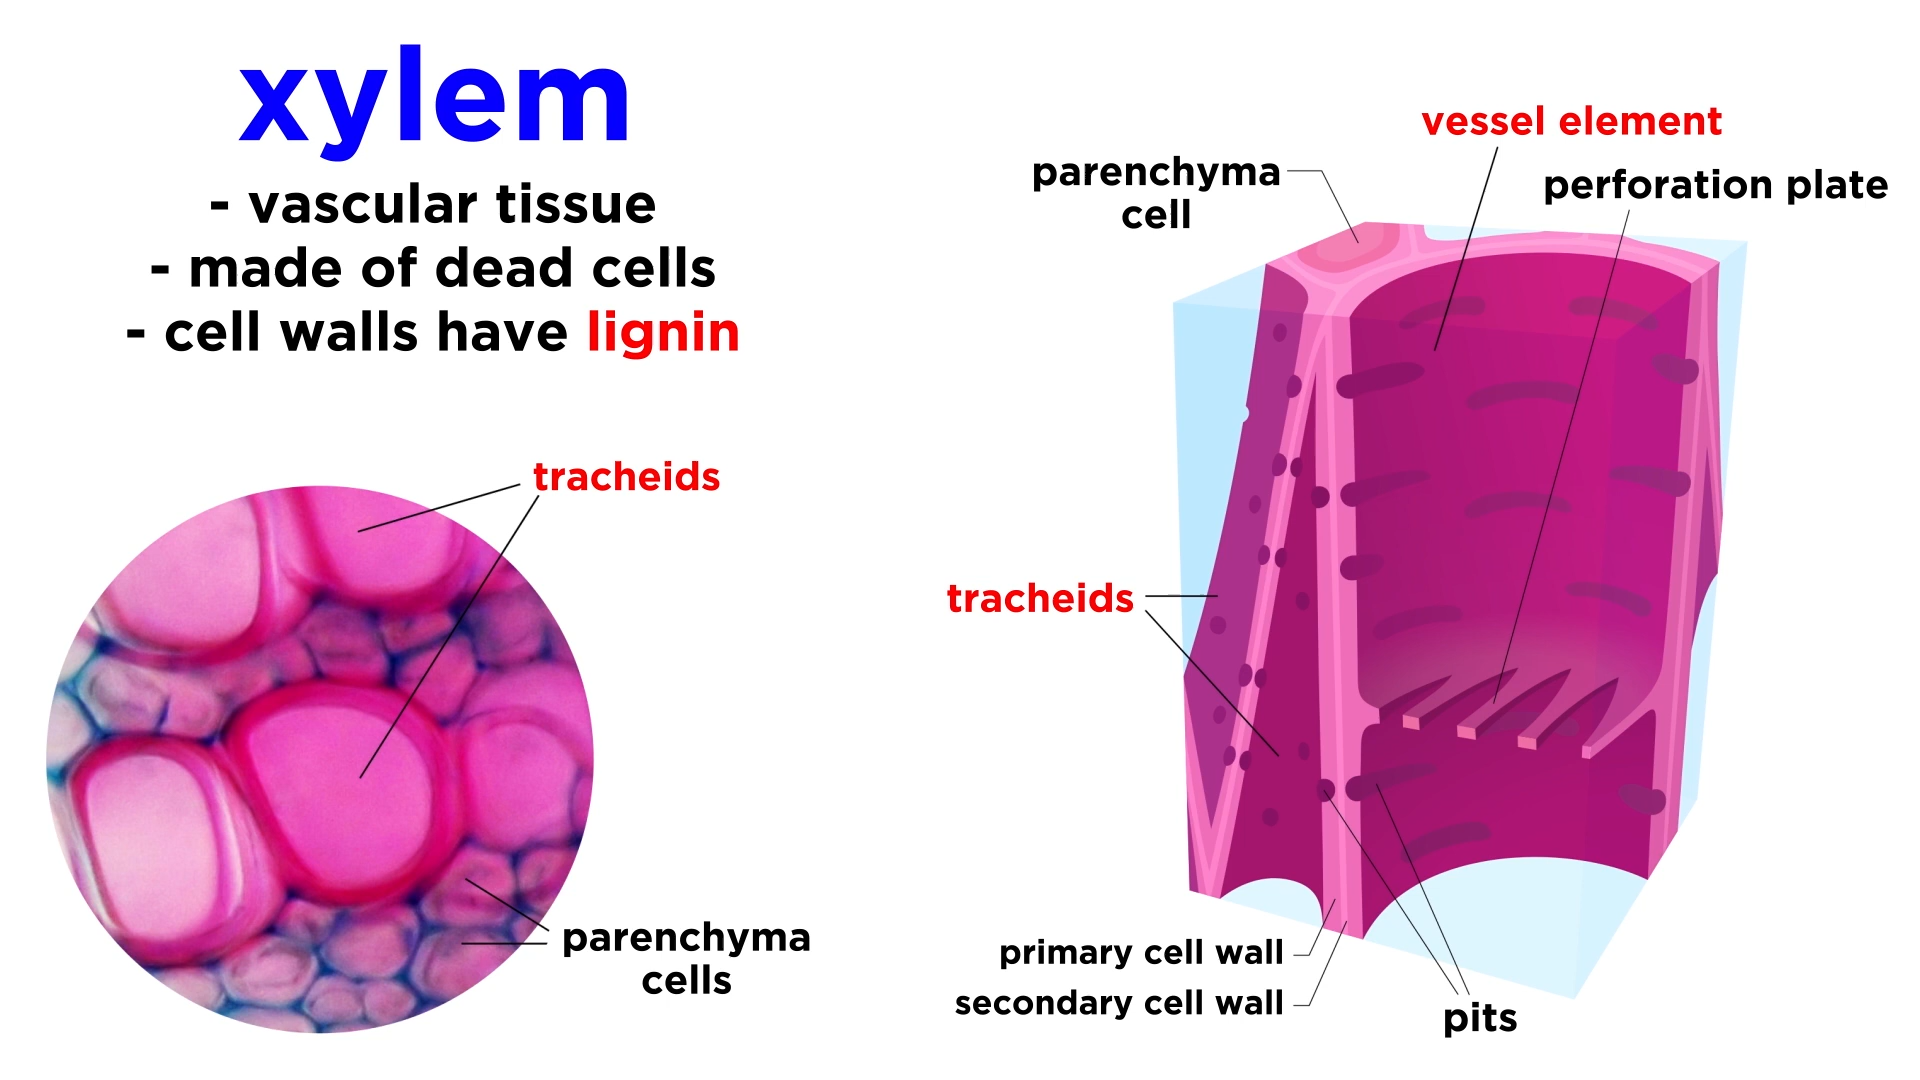 xylem
- vascular tissue
- made of dead cells
- cell walls have lignin
tracheids
parenchyma
cells
vessel element
parenchyma
cell
perforation plate
tracheids
primary cell wall
secondary cell wall
pits